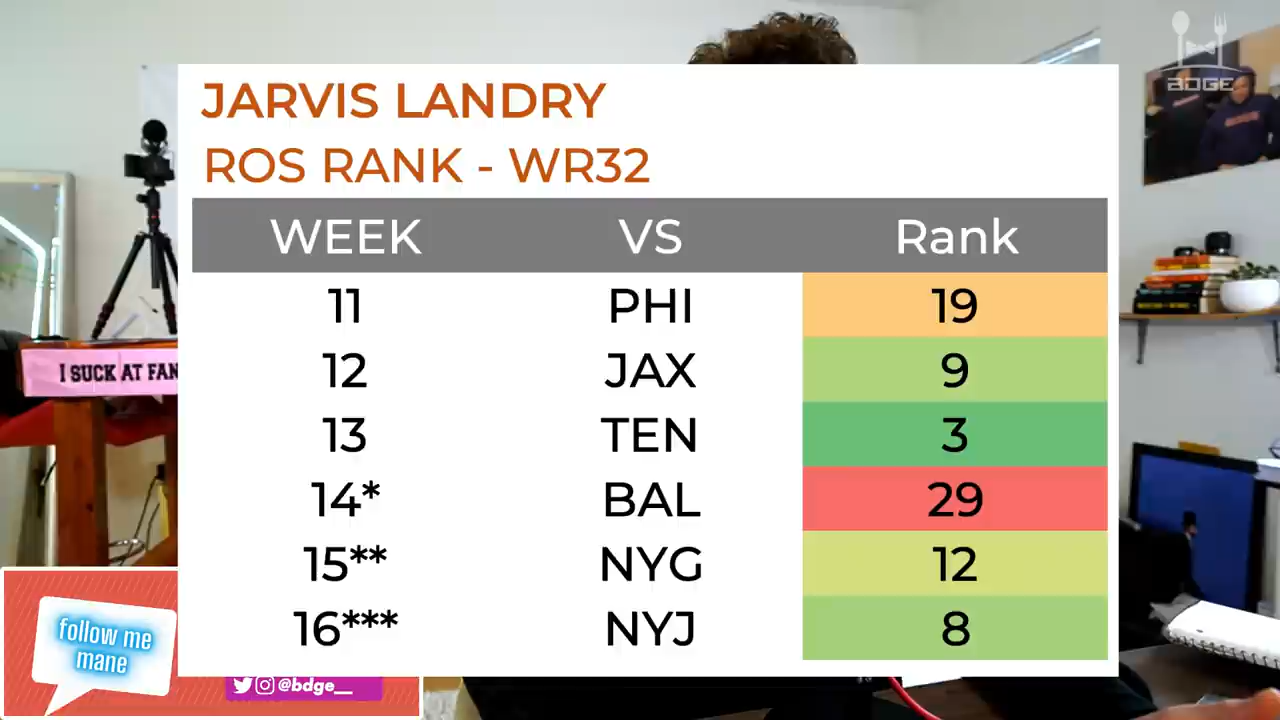 BDGE
JARVIS LANDRY
ROS RANK - WR32
WEEK VS Rank
11 PHI 19
12 JAX 9
13 TEN 3
14* BAL 29
15** NYG 12
16*** NYJ 8
I SUCK AT FAN
follow me
mane
@bdge__